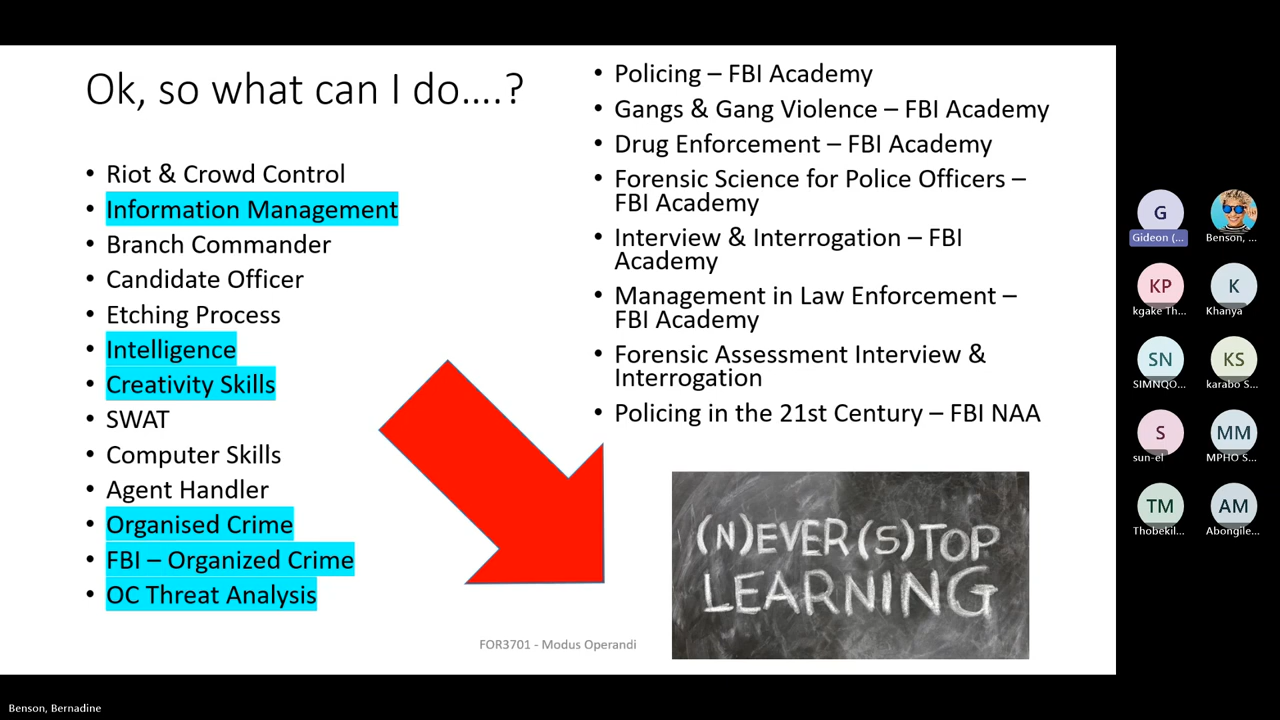 Ok, so what can I do….?
• Riot & Crowd Control
• Information Management
• Branch Commander
• Candidate Officer
• Etching Process
• Intelligence
• Creativity Skills
• SWAT
• Computer Skills
• Agent Handler
• Organised Crime
• FBI – Organized Crime
• OC Threat Analysis
• Policing – FBI Academy
• Gangs & Gang Violence – FBI Academy
• Drug Enforcement – FBI Academy
• Forensic Science for Police Officers –
FBI Academy
• Interview & Interrogation – FBI
Academy
• Management in Law Enforcement –
FBI Academy
• Forensic Assessment Interview &
Interrogation
• Policing in the 21st Century – FBI NAA
(N)EVER (S)TOP
LEARNING
FOR3701 - Modus Operandi
G
Gideon (...
Benson, ...
KP
kgake Th...
K
Khanya
SN
SIMNQO...
KS
karabo S...
S
sun-el
MM
MPHO S...
TM
Thobekil...
AM
Abongile...
Benson, Bernadine